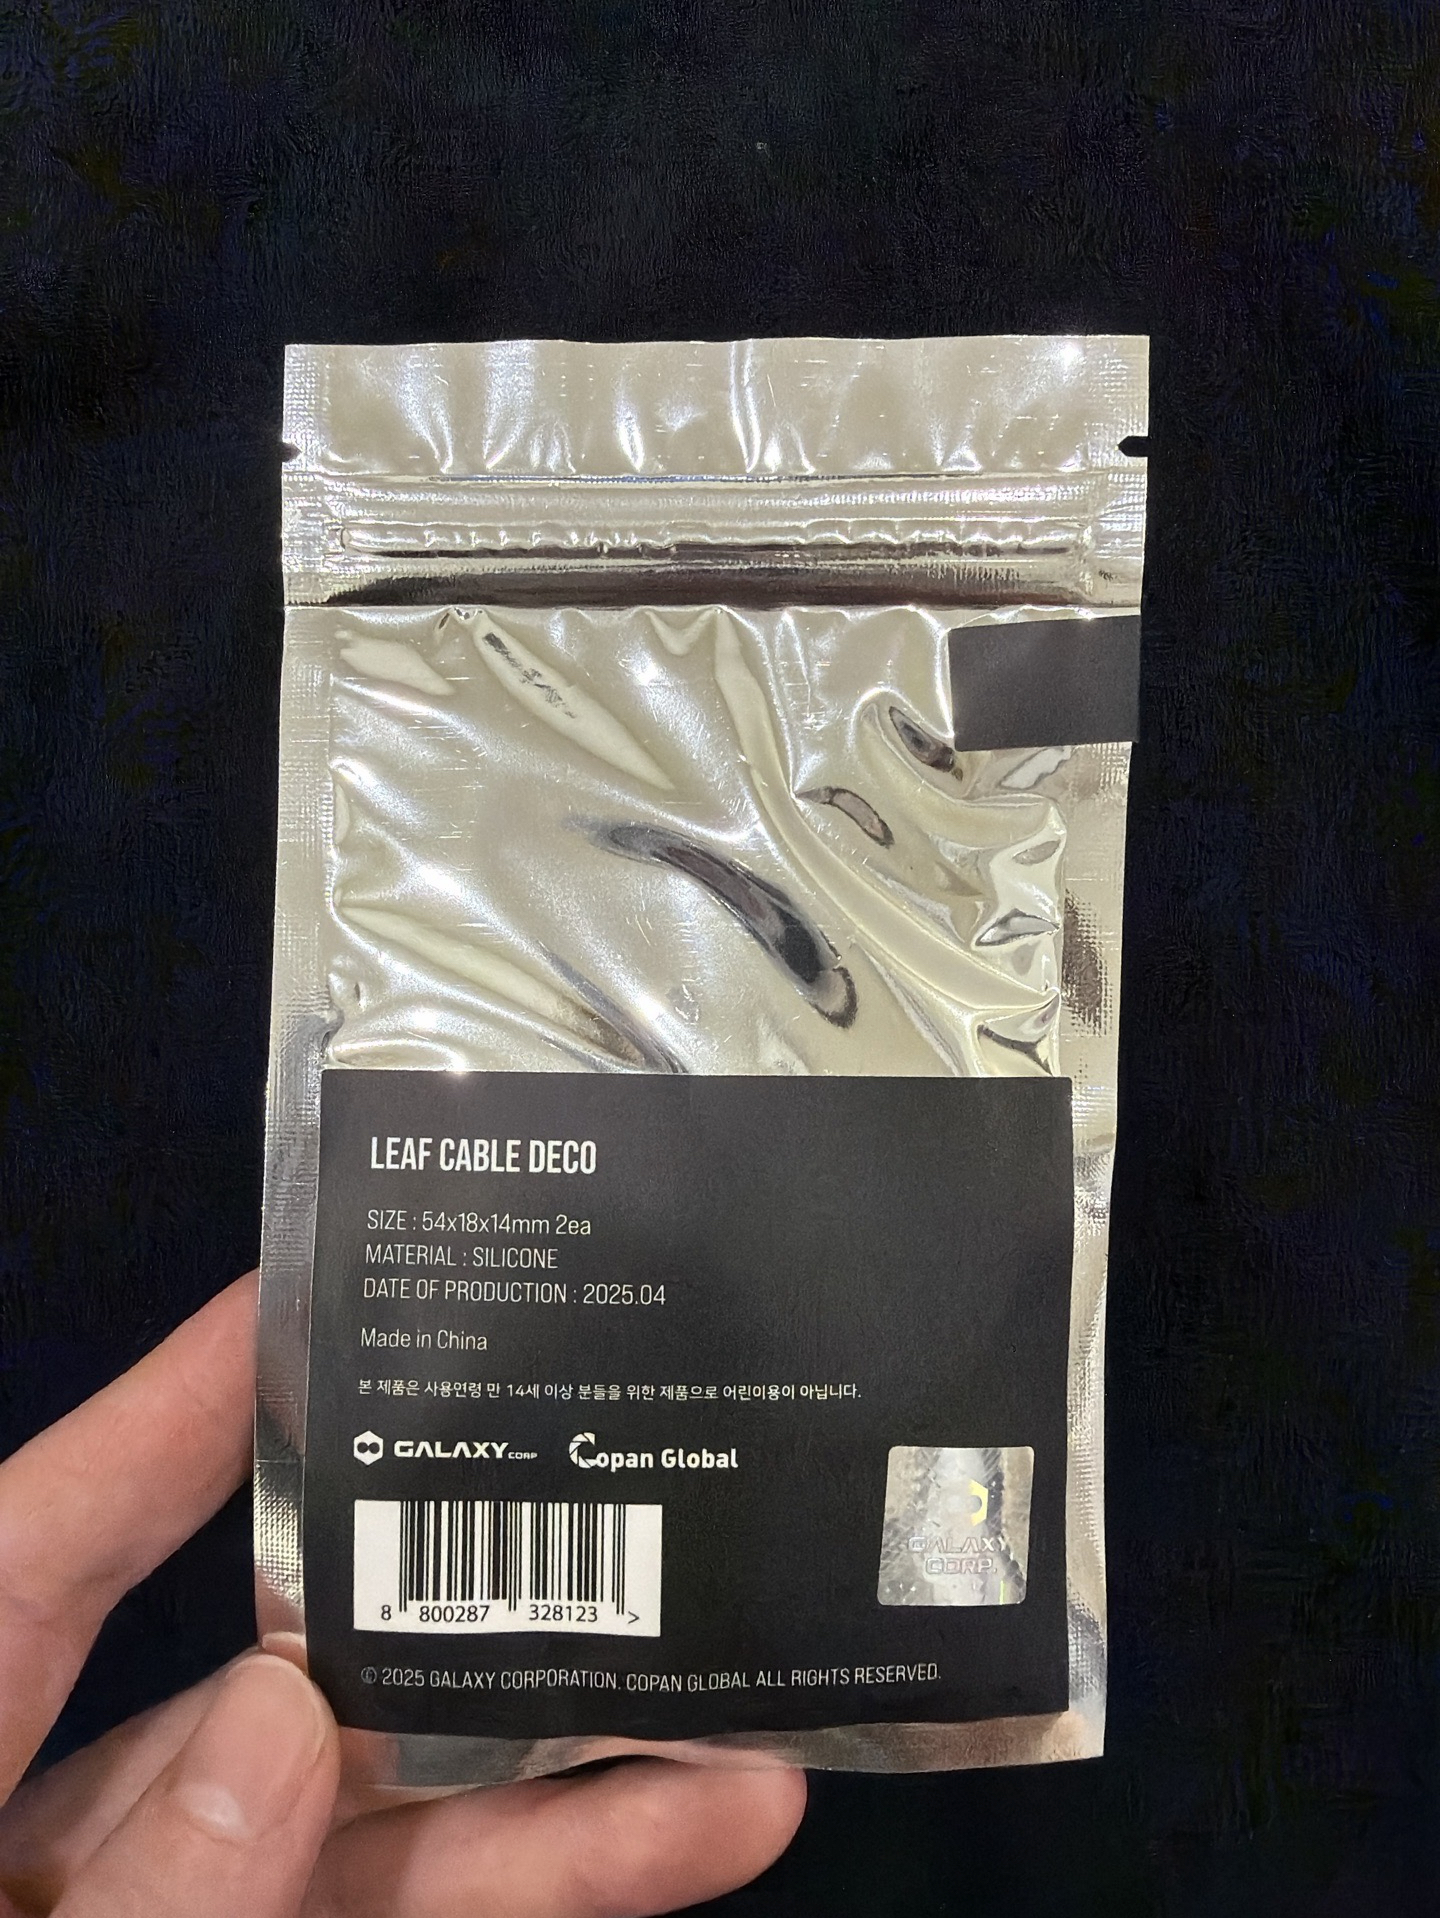 LEAF CABLE DECO
SIZE : 54x18x14mm 2ea
MATERIAL : SILICONE
DATE OF PRODUCTION : 2025.04
Made in China
본 제품은 사용연령 만 14세 이상 분들을 위한 제품으로 어린이용이 아닙니다.
GALAXY CORP Copan Global
GALAXY
CORP.
8 800287 328123 >
© 2025 GALAXY CORPORATION. COPAN GLOBAL ALL RIGHTS RESERVED.